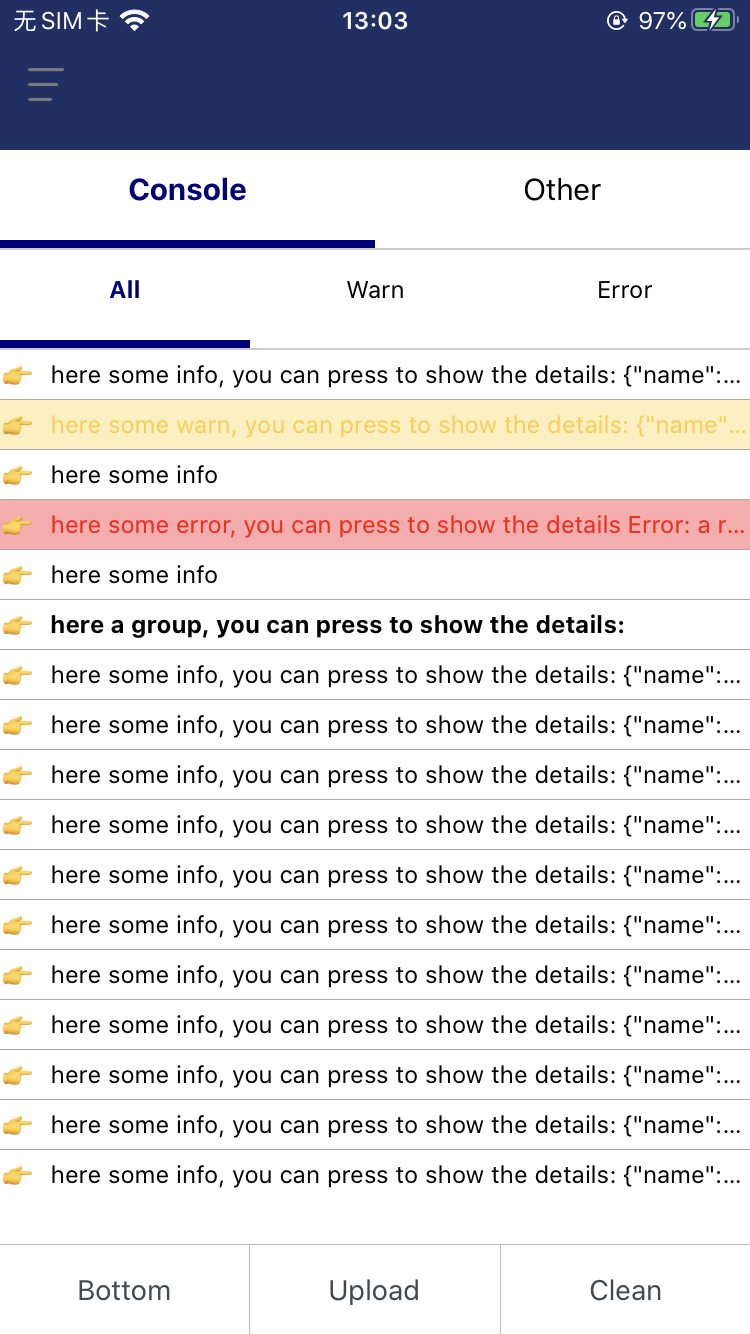 无SIM卡 13:03 97%
Console Other
All Warn Error
here some info, you can press to show the details: {"name":...
here some warn, you can press to show the details: {"name"...
here some info
here some error, you can press to show the details Error: a r...
here some info
here a group, you can press to show the details:
here some info, you can press to show the details: {"name":...
here some info, you can press to show the details: {"name":...
here some info, you can press to show the details: {"name":...
here some info, you can press to show the details: {"name":...
here some info, you can press to show the details: {"name":...
here some info, you can press to show the details: {"name":...
here some info, you can press to show the details: {"name":...
here some info, you can press to show the details: {"name":...
here some info, you can press to show the details: {"name":...
here some info, you can press to show the details: {"name":...
here some info, you can press to show the details: {"name":...
Bottom Upload Clean